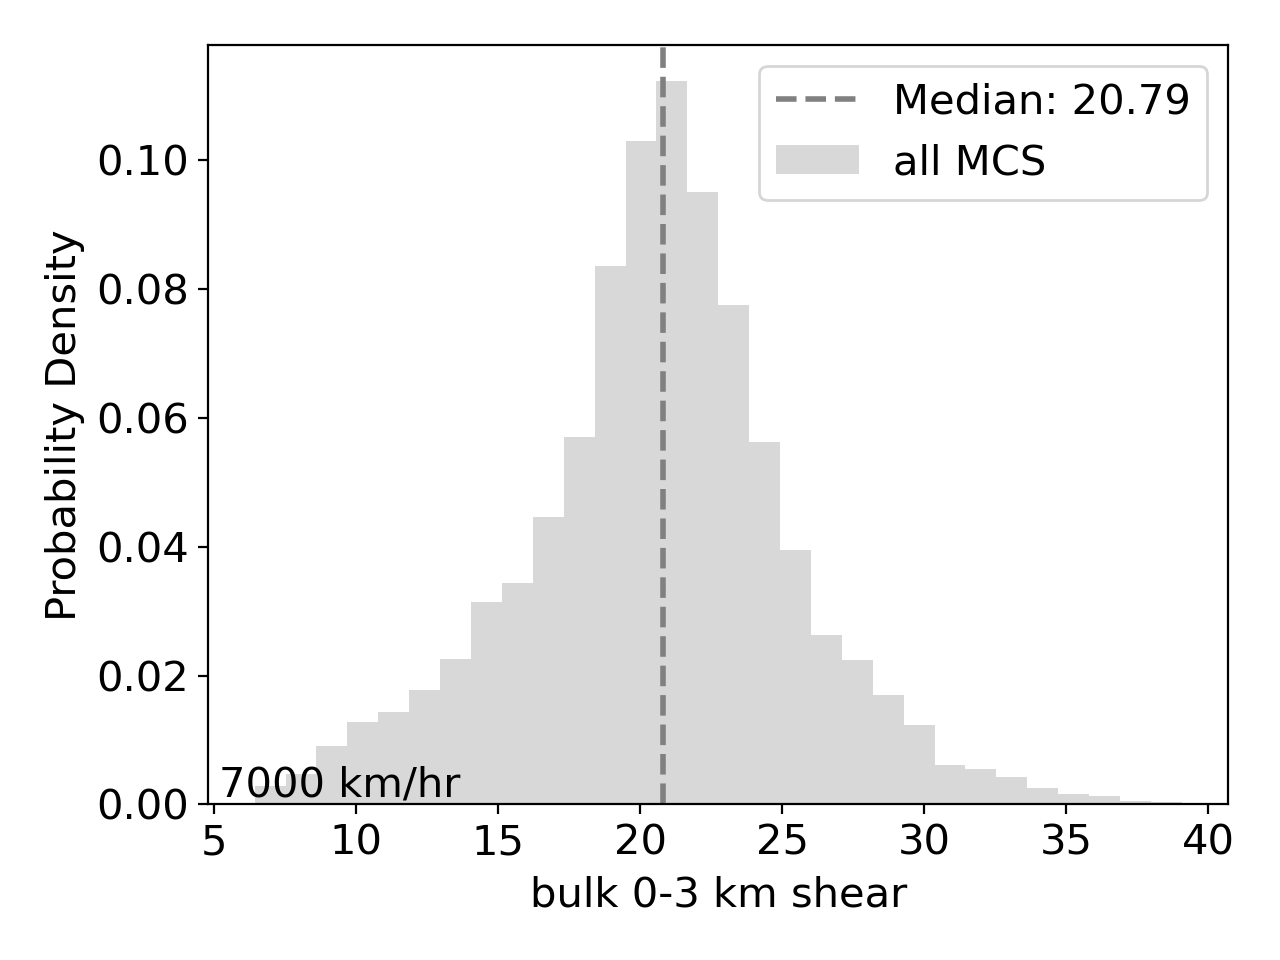 Median: 20.79
all MCS
0.10
0.08
0.06
0.04
0.02
0.00
Probability Density
7000 km/hr
5 10 15 20 25 30 35 40
bulk 0-3 km shear